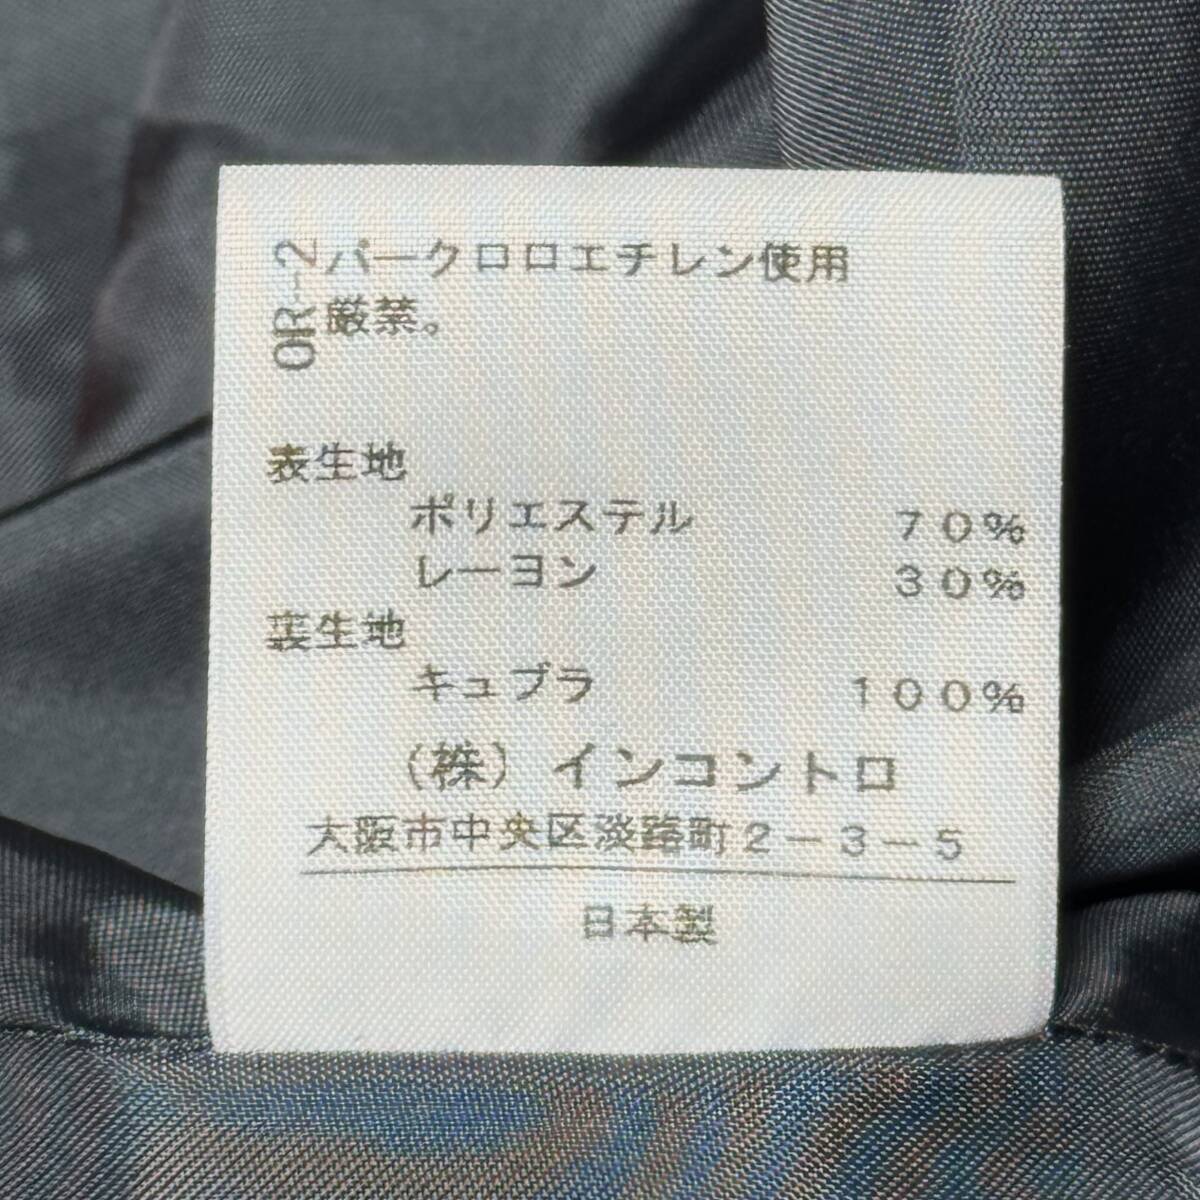 OR-2
パークロロエチレン使用
厳禁。
表生地
ポリエステル 70%
レーヨン 30%
裏生地
キュプラ 100%
(株)インコントロ
大阪市中央区淡路町2-3-5
日本製